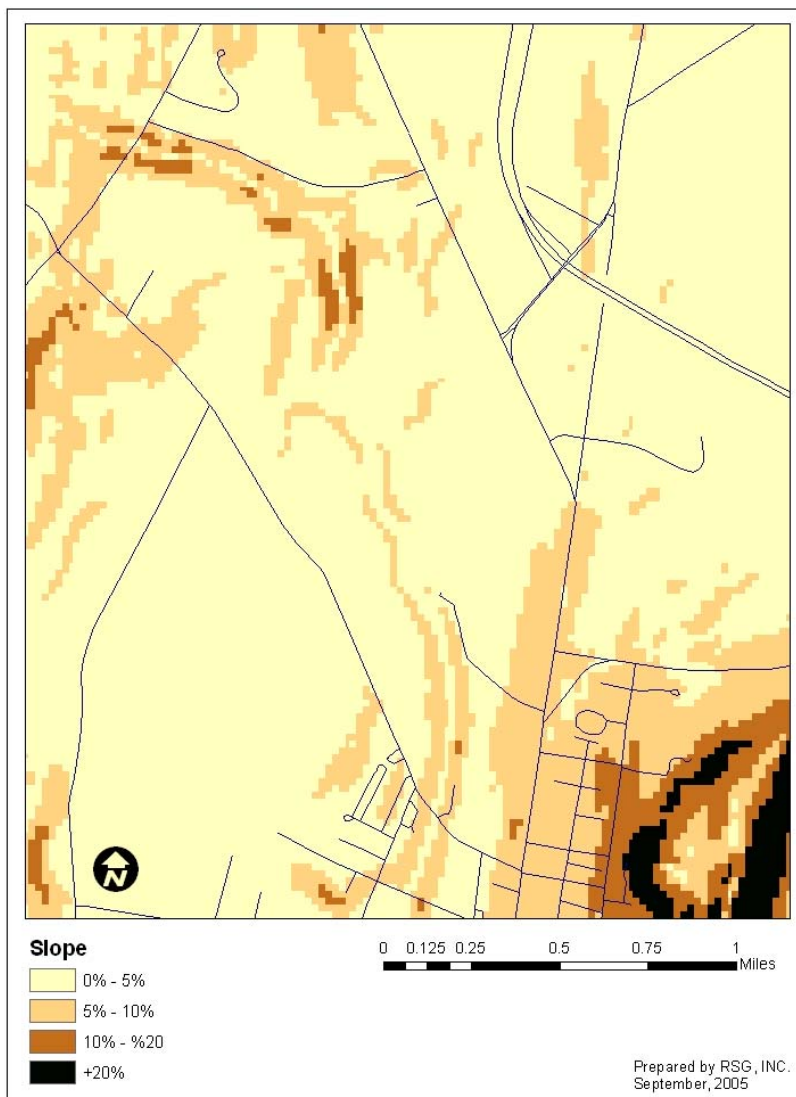 N
Slope
0% - 5%
5% - 10%
10% - %20
+20%
0 0.125 0.25 0.5 0.75 1
Miles
Prepared by RSG, INC.
September, 2005